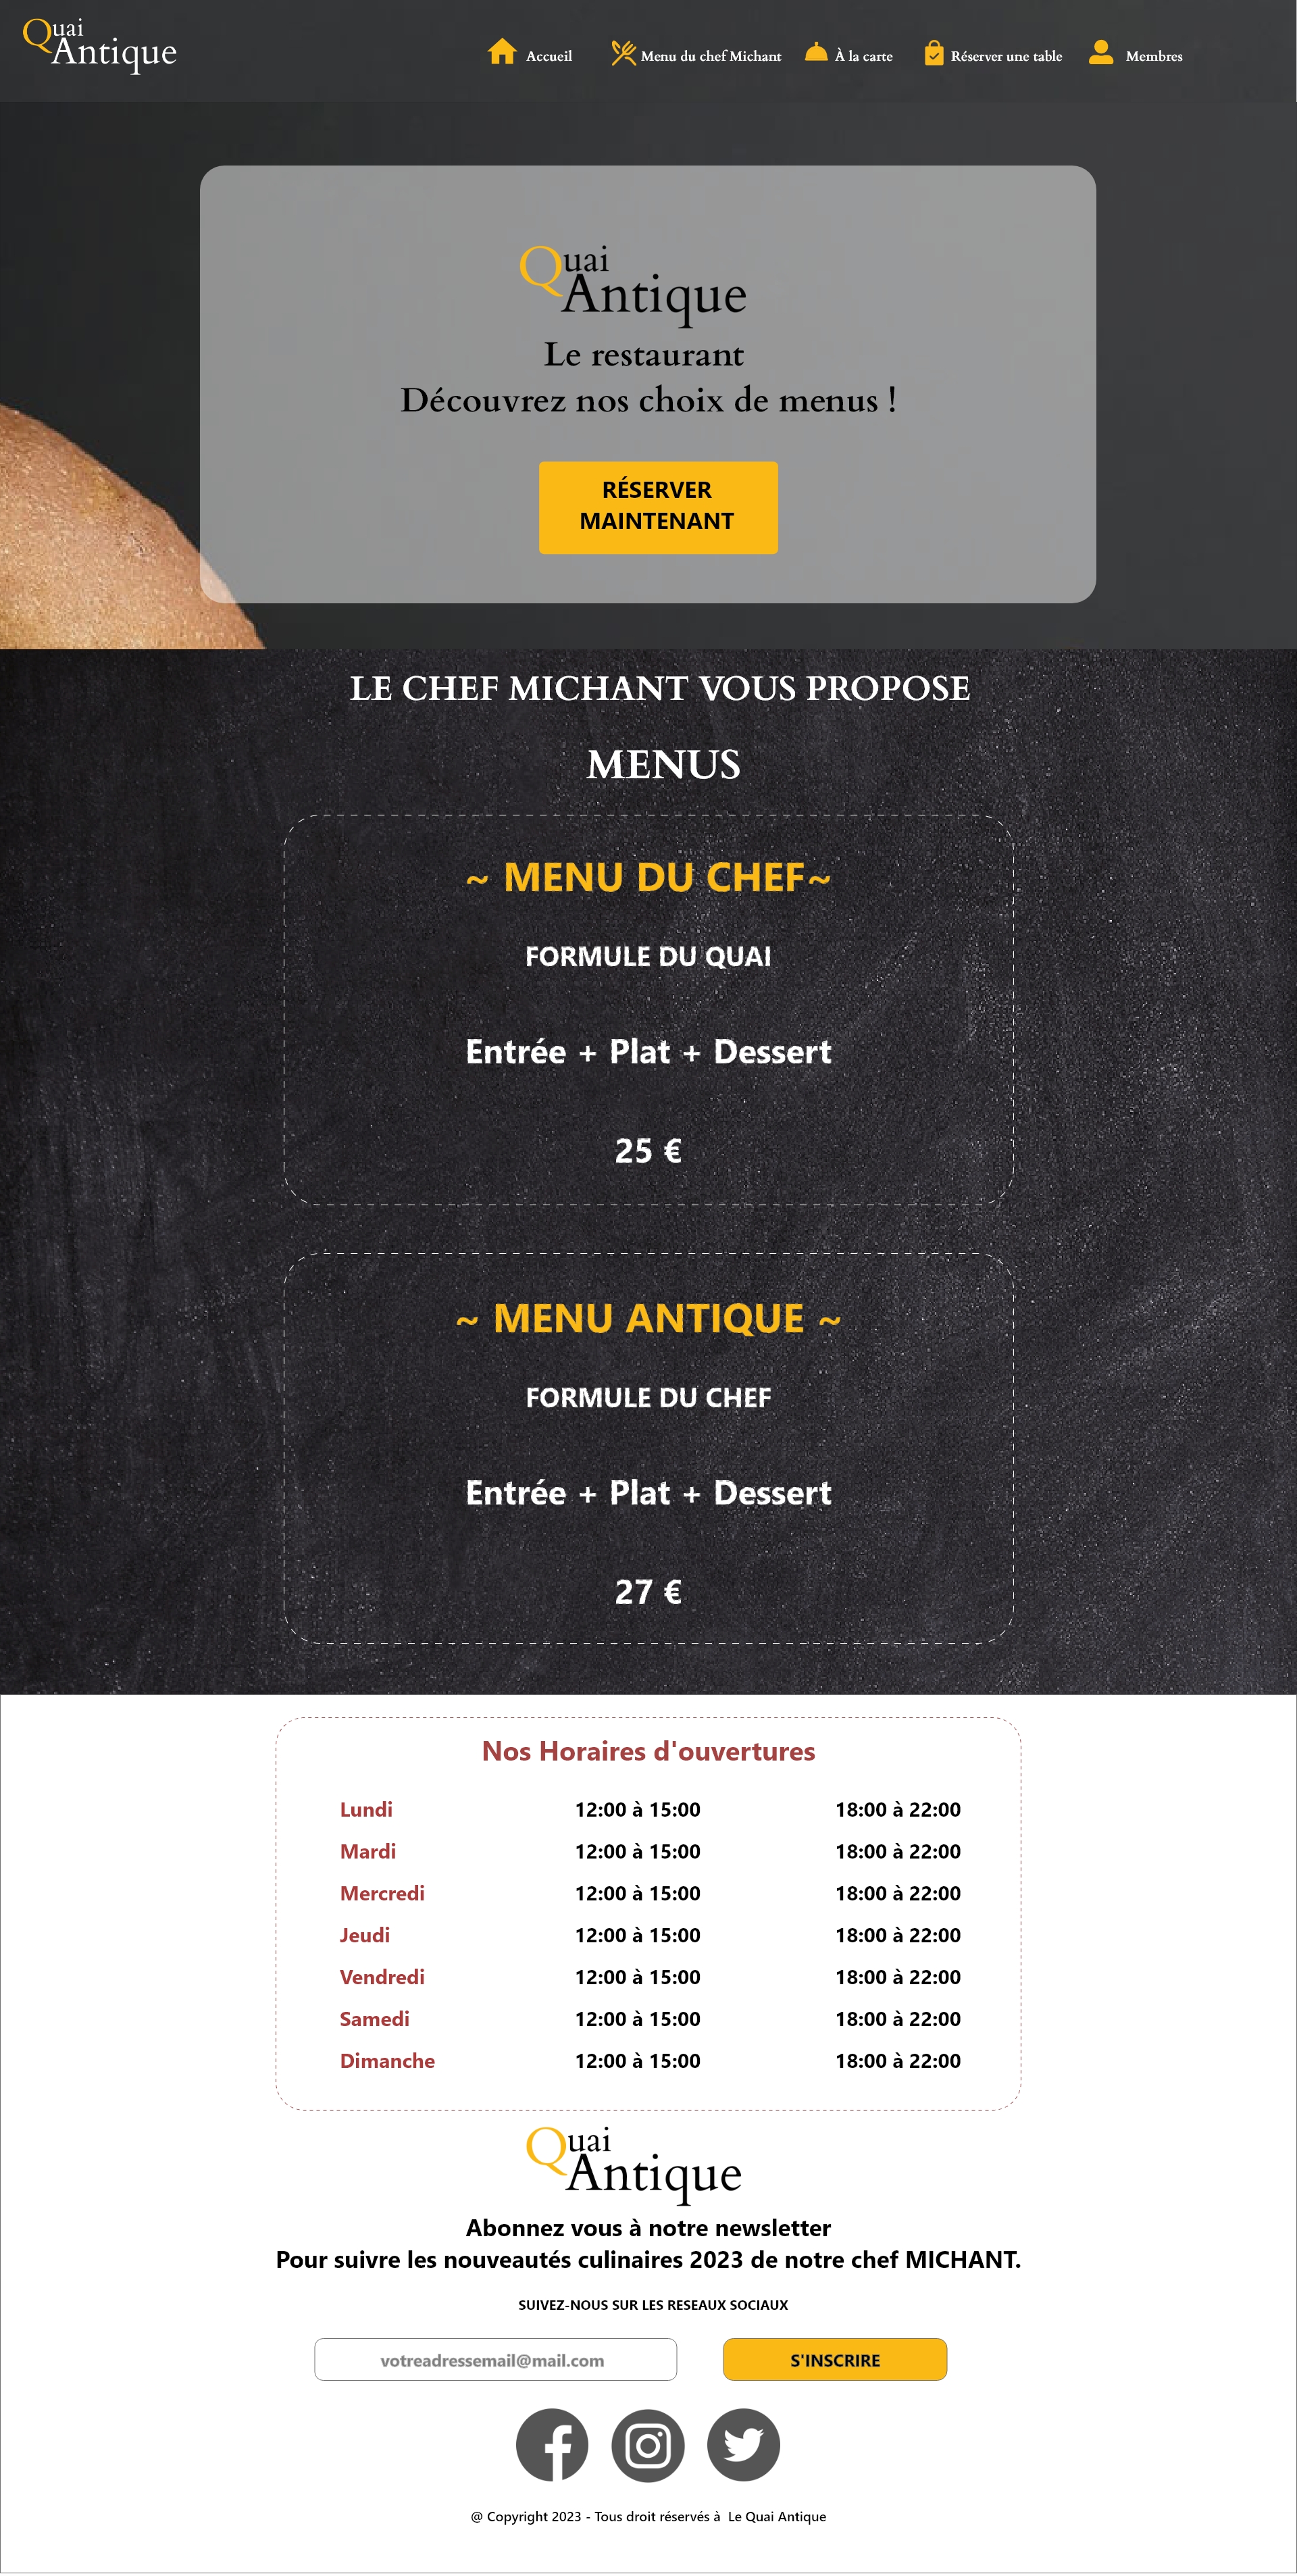 Quai
Antique
Accueil
Menu du chef Michant
À la carte
Réserver une table
Membres
Quai
Antique
Le restaurant
Découvrez nos choix de menus !
RÉSERVER
MAINTENANT
LE CHEF MICHANT VOUS PROPOSE
MENUS
~ MENU DU CHEF~
FORMULE DU QUAI
Entrée + Plat + Dessert
25 €
~ MENU ANTIQUE ~
FORMULE DU CHEF
Entrée + Plat + Dessert
27 €
Nos Horaires d'ouvertures
Lundi 12:00 à 15:00 18:00 à 22:00
Mardi 12:00 à 15:00 18:00 à 22:00
Mercredi 12:00 à 15:00 18:00 à 22:00
Jeudi 12:00 à 15:00 18:00 à 22:00
Vendredi 12:00 à 15:00 18:00 à 22:00
Samedi 12:00 à 15:00 18:00 à 22:00
Dimanche 12:00 à 15:00 18:00 à 22:00
Quai
Antique
Abonnez vous à notre newsletter
Pour suivre les nouveautés culinaires 2023 de notre chef MICHANT.
SUIVEZ-NOUS SUR LES RESEAUX SOCIAUX
votreadressemail@mail.com
S'INSCRIRE
@ Copyright 2023 - Tous droit réservés à  Le Quai Antique